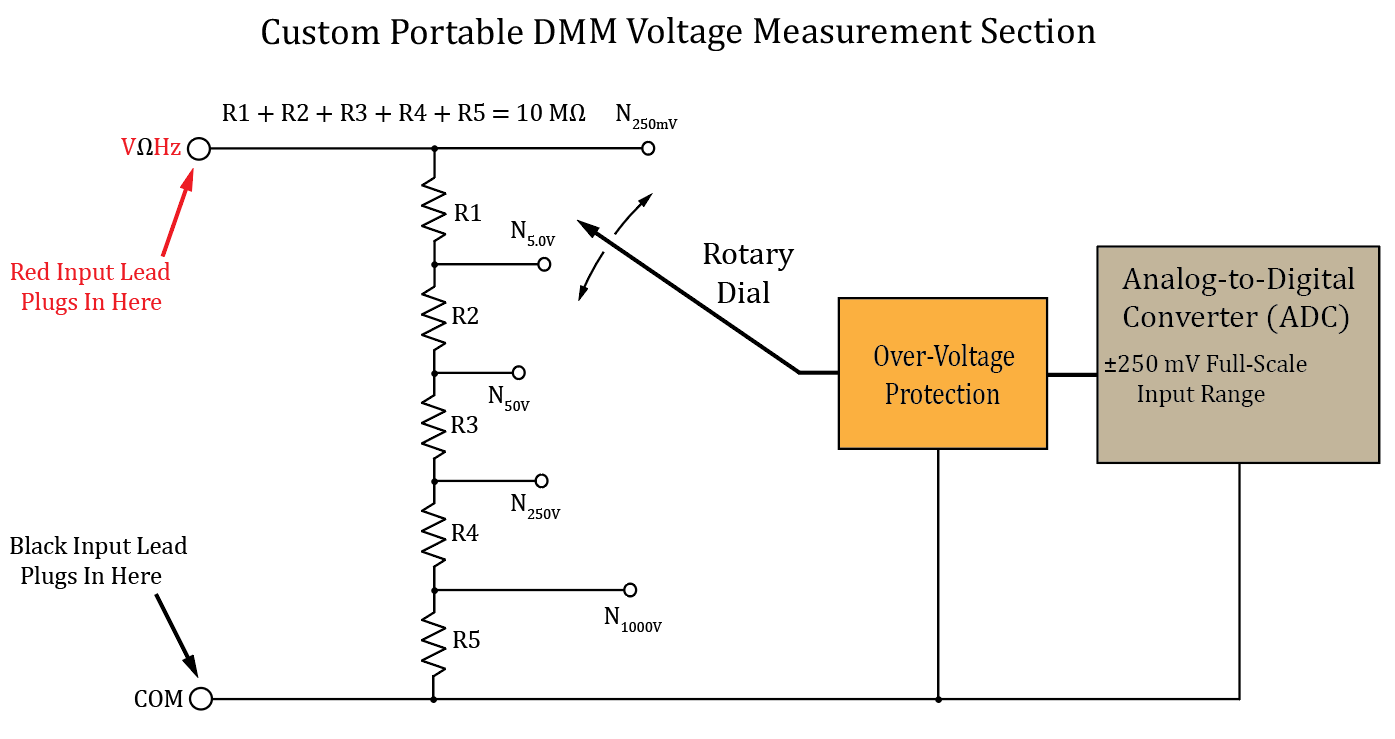 Custom Portable DMM Voltage Measurement Section
R1 + R2 + R3 + R4 + R5 = 10 MΩ
N250mV
VΩHz
R1
N5.0V
Rotary
Dial
Red Input Lead
Plugs In Here
R2
Analog-to-Digital
Converter (ADC)
±250 mV Full-Scale
Input Range
Over-Voltage
Protection
N50V
R3
N250V
R4
Black Input Lead
Plugs In Here
N1000V
R5
COM